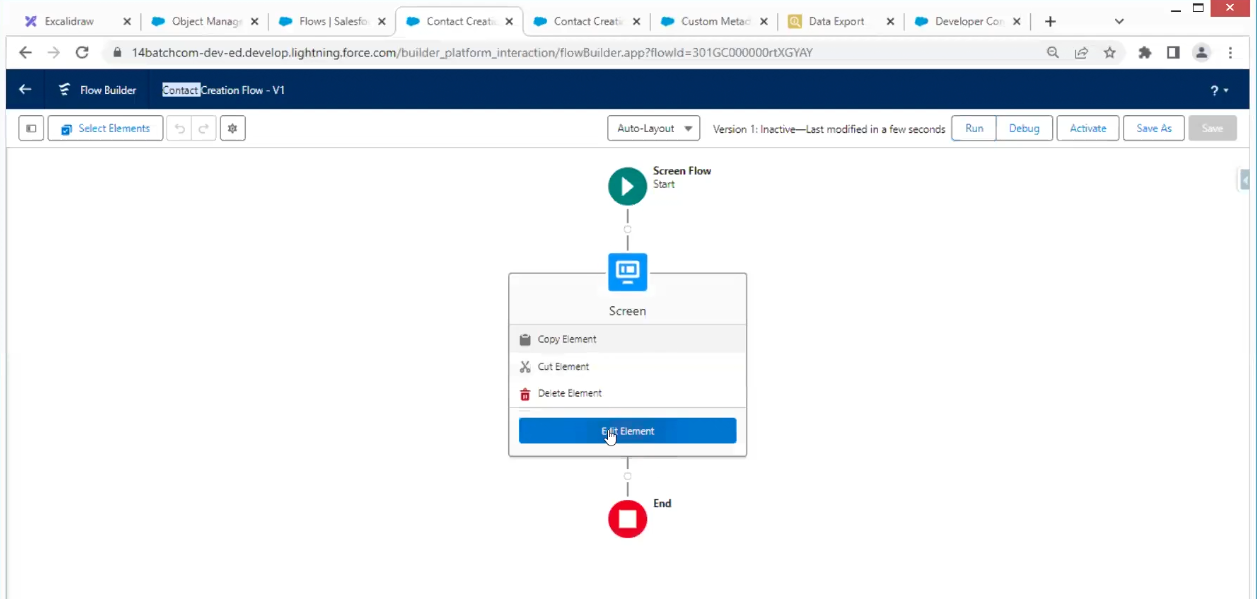 Excalidraw
Object Manag
Flows | Salesfo
Contact Creati
Contact Creati
Custom Metad
Data Export
Developer Con
14batchcom-dev-ed.develop.lightning.force.com/builder_platform_interaction/flowBuilder.app?flowId=301GC000000rtXGYAY
Flow Builder
Contact Creation Flow - V1
?
Select Elements
Auto-Layout
Version 1: Inactive—Last modified in a few seconds
Run
Debug
Activate
Save As
Save
Screen Flow
Start
Screen
Copy Element
Cut Element
Delete Element
Edit Element
End